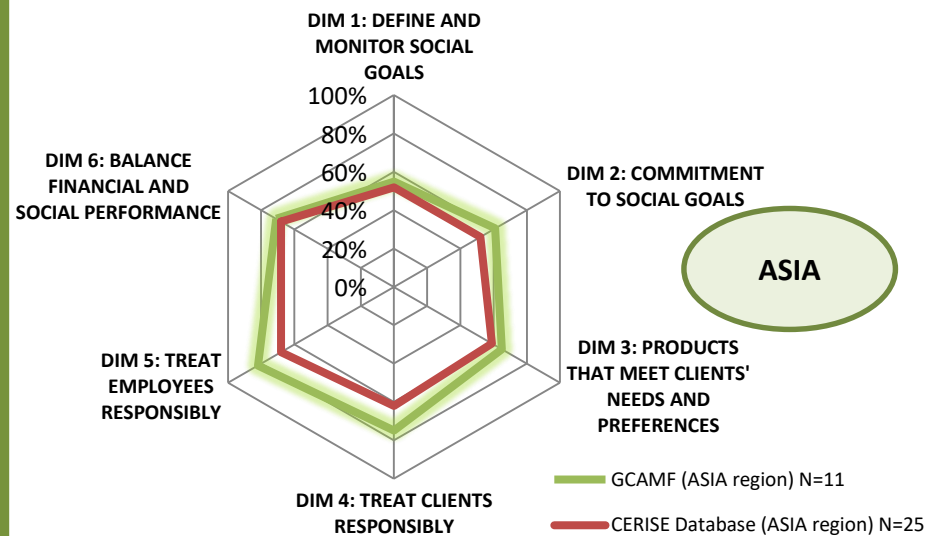 DIM 1: DEFINE AND
MONITOR SOCIAL
GOALS
100%
80%
60%
40%
20%
0%
DIM 2: COMMITMENT
TO SOCIAL GOALS
ASIA
DIM 3: PRODUCTS
THAT MEET CLIENTS'
NEEDS AND
PREFERENCES
DIM 4: TREAT CLIENTS
RESPONSIBLY
DIM 5: TREAT
EMPLOYEES
RESPONSIBLY
DIM 6: BALANCE
FINANCIAL AND
SOCIAL PERFORMANCE
GCAMF (ASIA region) N=11
CERISE Database (ASIA region) N=25